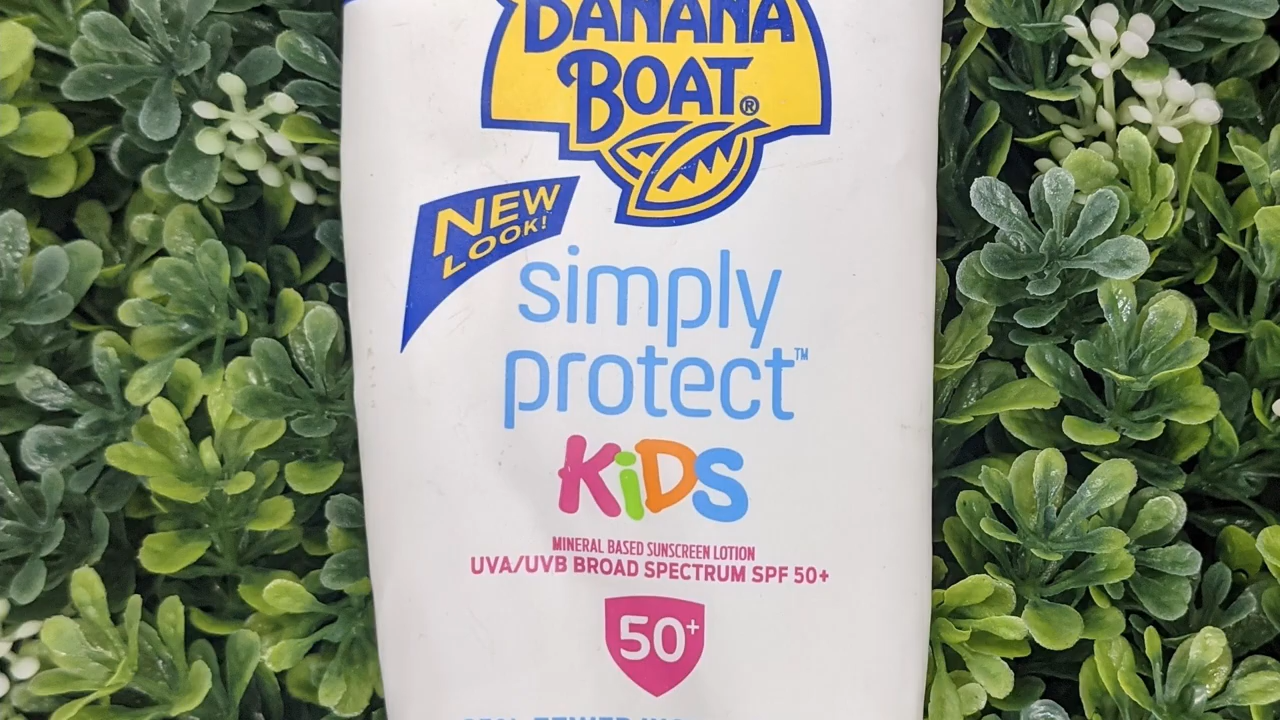 BANANA
BOAT®
NEW
LOOK!
simply
protect™
KiDS
MINERAL BASED SUNSCREEN LOTION
UVA/UVB BROAD SPECTRUM SPF 50+
50+